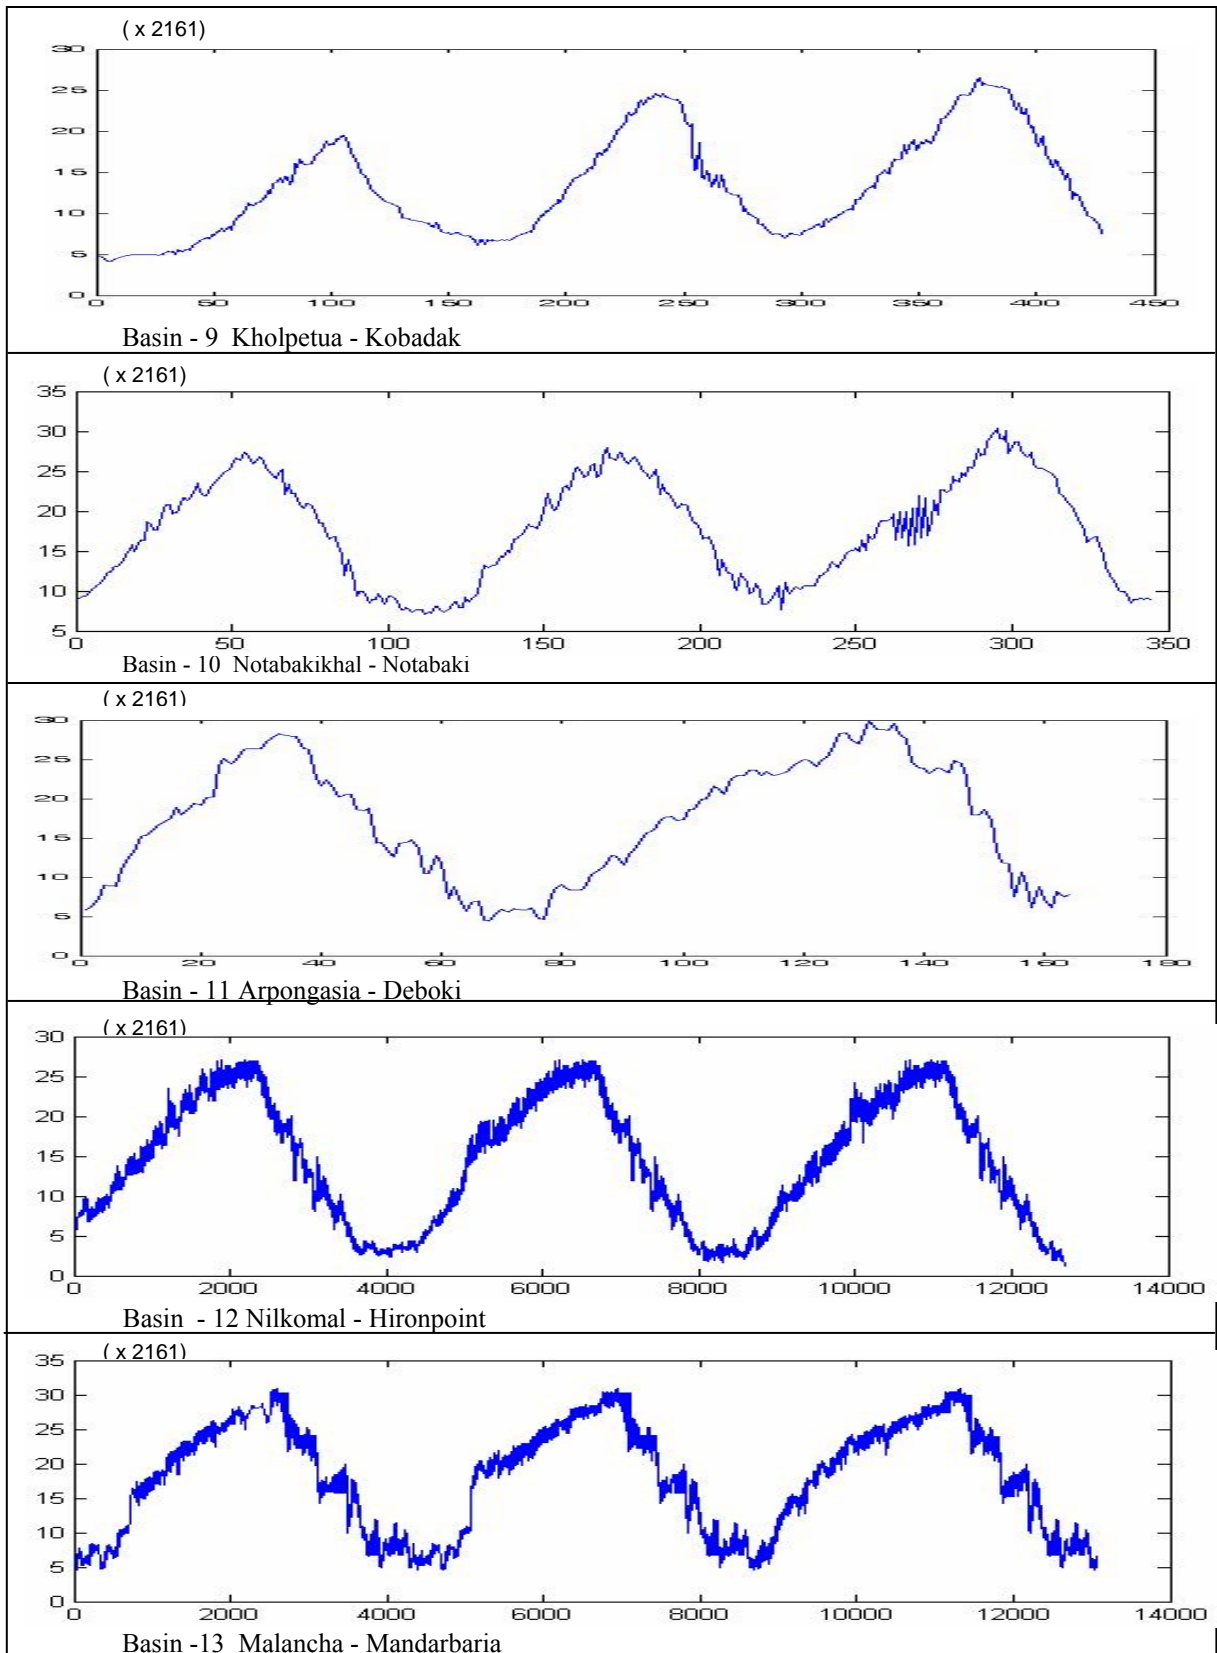 ( x 2161)
30
25
20
15
10
5
0
0 50 100 150 200 250 300 350 400 450
Basin - 9 Kholpetua - Kobadak
( x 2161)
35
30
25
20
15
10
5
0 50 100 150 200 250 300 350
Basin - 10 Notabakikhal - Notabaki
( x 2161)
30
25
20
15
10
5
0
0 20 40 60 80 100 120 140 160 180
Basin - 11 Arpongasia - Deboki
( x 2161)
30
25
20
15
10
5
0
0 2000 4000 6000 8000 10000 12000 14000
Basin - 12 Nilkomal - Hironpoint
( x 2161)
35
30
25
20
15
10
5
0
0 2000 4000 6000 8000 10000 12000 14000
Basin -13 Malancha - Mandarbaria